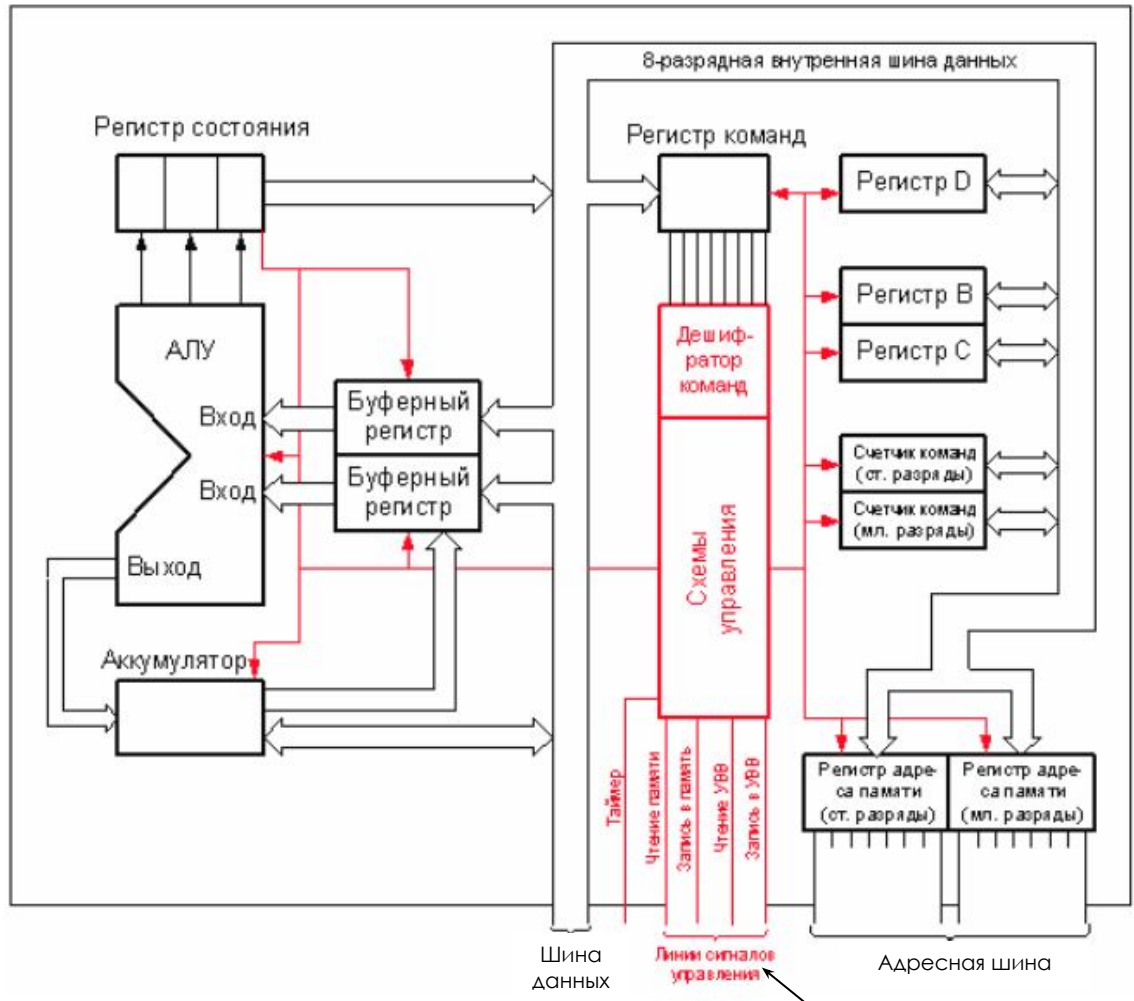 8-разрядная внутренняя шина данных
Регистр состояния
Регистр команд
Регистр D
Регистр B
Регистр C
АЛУ
Вход
Вход
Выход
Буферный
регистр
Буферный
регистр
Дешиф-
ратор
команд
Счетчик команд
(ст. разряды)
Счетчик команд
(мл. разряды)
Схемы
управления
Аккумулятор
Таймер
Чтение памяти
Запись в память
Чтение УВВ
Запись в УВВ
Регистр адре-
са памяти
(ст. разряды)
Регистр адре-
са памяти
(мл. разряды)
Шина
данных
Линии сигналов
управления
Адресная шина